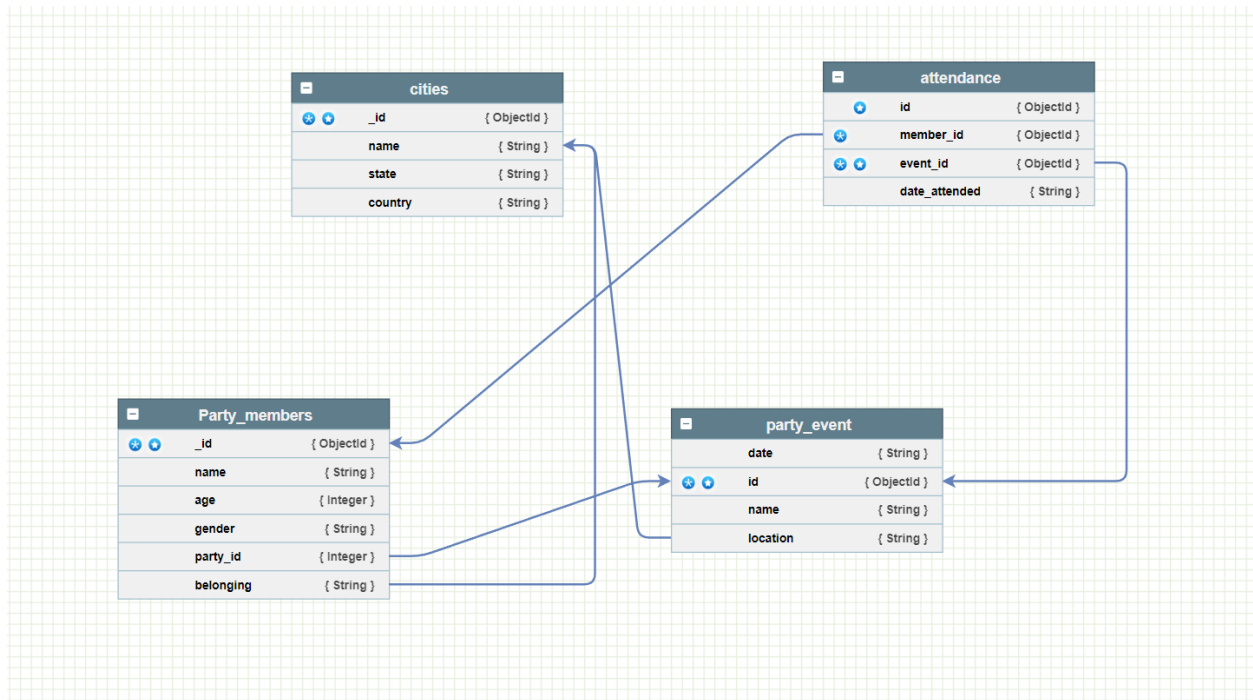 cities
_id { ObjectId }
name { String }
state { String }
country { String }
attendance
id { ObjectId }
member_id { ObjectId }
event_id { ObjectId }
date_attended { String }
Party_members
_id { ObjectId }
name { String }
age { Integer }
gender { String }
party_id { Integer }
belonging { String }
party_event
date { String }
id { ObjectId }
name { String }
location { String }